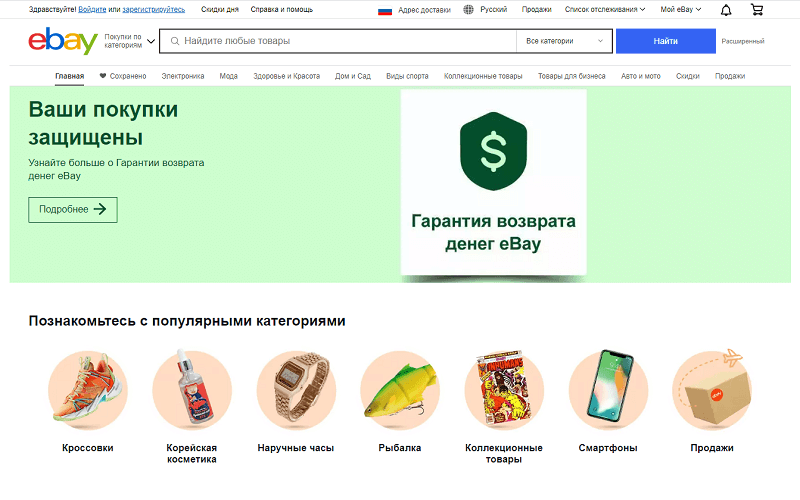 Здравствуйте! Войдите или зарегистрируйтесь Скидки дня Справка и помощь Адрес доставки Русский Продажи Список отслеживания Мой eBay
ebay Покупки по категориям Найдите любые товары Все категории Найти Расширенный
Главная Сохранено Электроника Мода Здоровье и Красота Дом и Сад Виды спорта Коллекционные товары Товары для бизнеса Авто и мото Скидки Продажи
Ваши покупки
защищены
Узнайте больше о Гарантии возврата
денег eBay
Подробнее
$
Гарантия возврата
денег eBay
Познакомьтесь с популярными категориями
INHUMANS
ebay
Кроссовки Корейская косметика Наручные часы Рыбалка Коллекционные товары Смартфоны Продажи